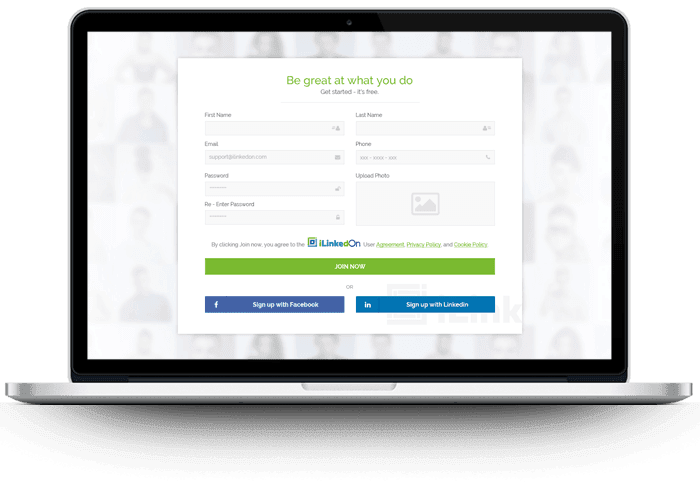 Be great at what you do
Get started - it's free.
First Name
Last Name
Email
Phone
support@ilinkedon.com
xxx - xxxx - xxx
Password
Upload Photo
Re - Enter Password
By clicking Join now, you agree to the iLinkedOn User Agreement, Privacy Policy, and Cookie Policy
JOIN NOW
OR
f Sign up with Facebook
in Sign up with Linkedin
iLink